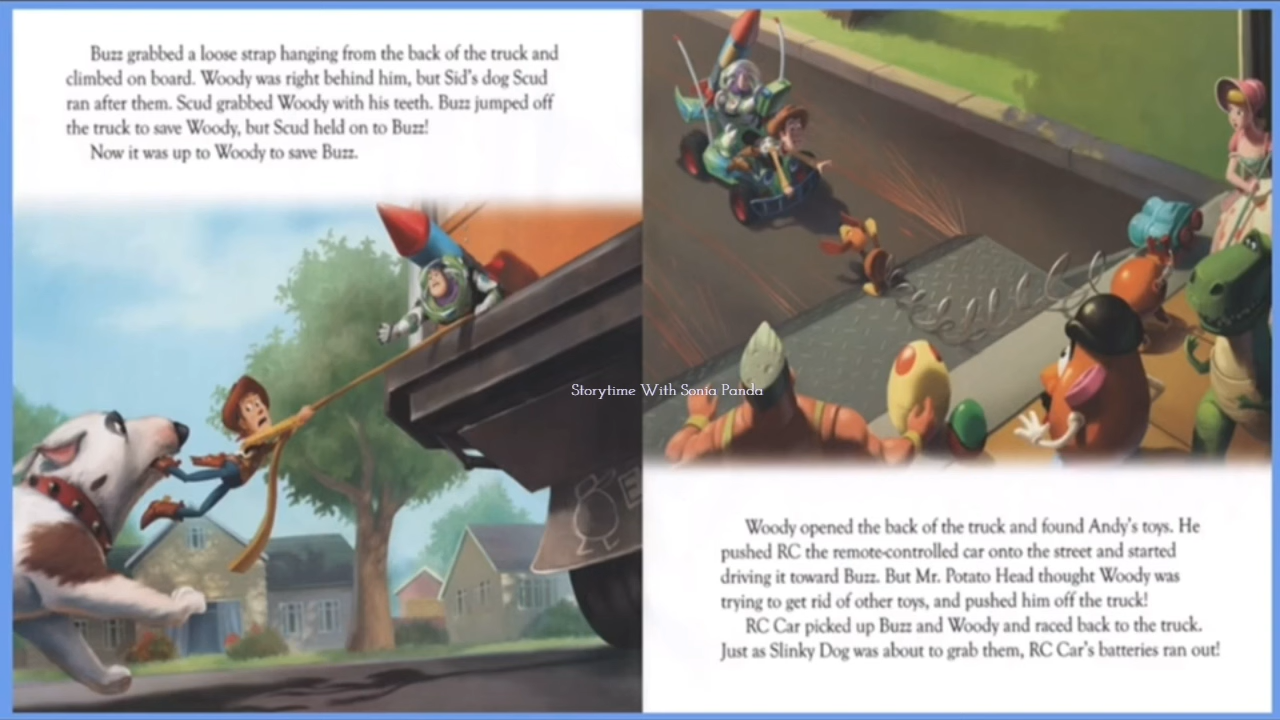 Buzz grabbed a loose strap hanging from the back of the truck and
climbed on board. Woody was right behind him, but Sid's dog Scud
ran after them. Scud grabbed Woody with his teeth. Buzz jumped off
the truck to save Woody, but Scud held on to Buzz!
Now it was up to Woody to save Buzz.
Storytime With Sonia Panda
Woody opened the back of the truck and found Andy's toys. He
pushed RC the remote-controlled car onto the street and started
driving it toward Buzz. But Mr. Potato Head thought Woody was
trying to get rid of other toys, and pushed him off the truck!
RC Car picked up Buzz and Woody and raced back to the truck.
Just as Slinky Dog was about to grab them, RC Car's batteries ran out!